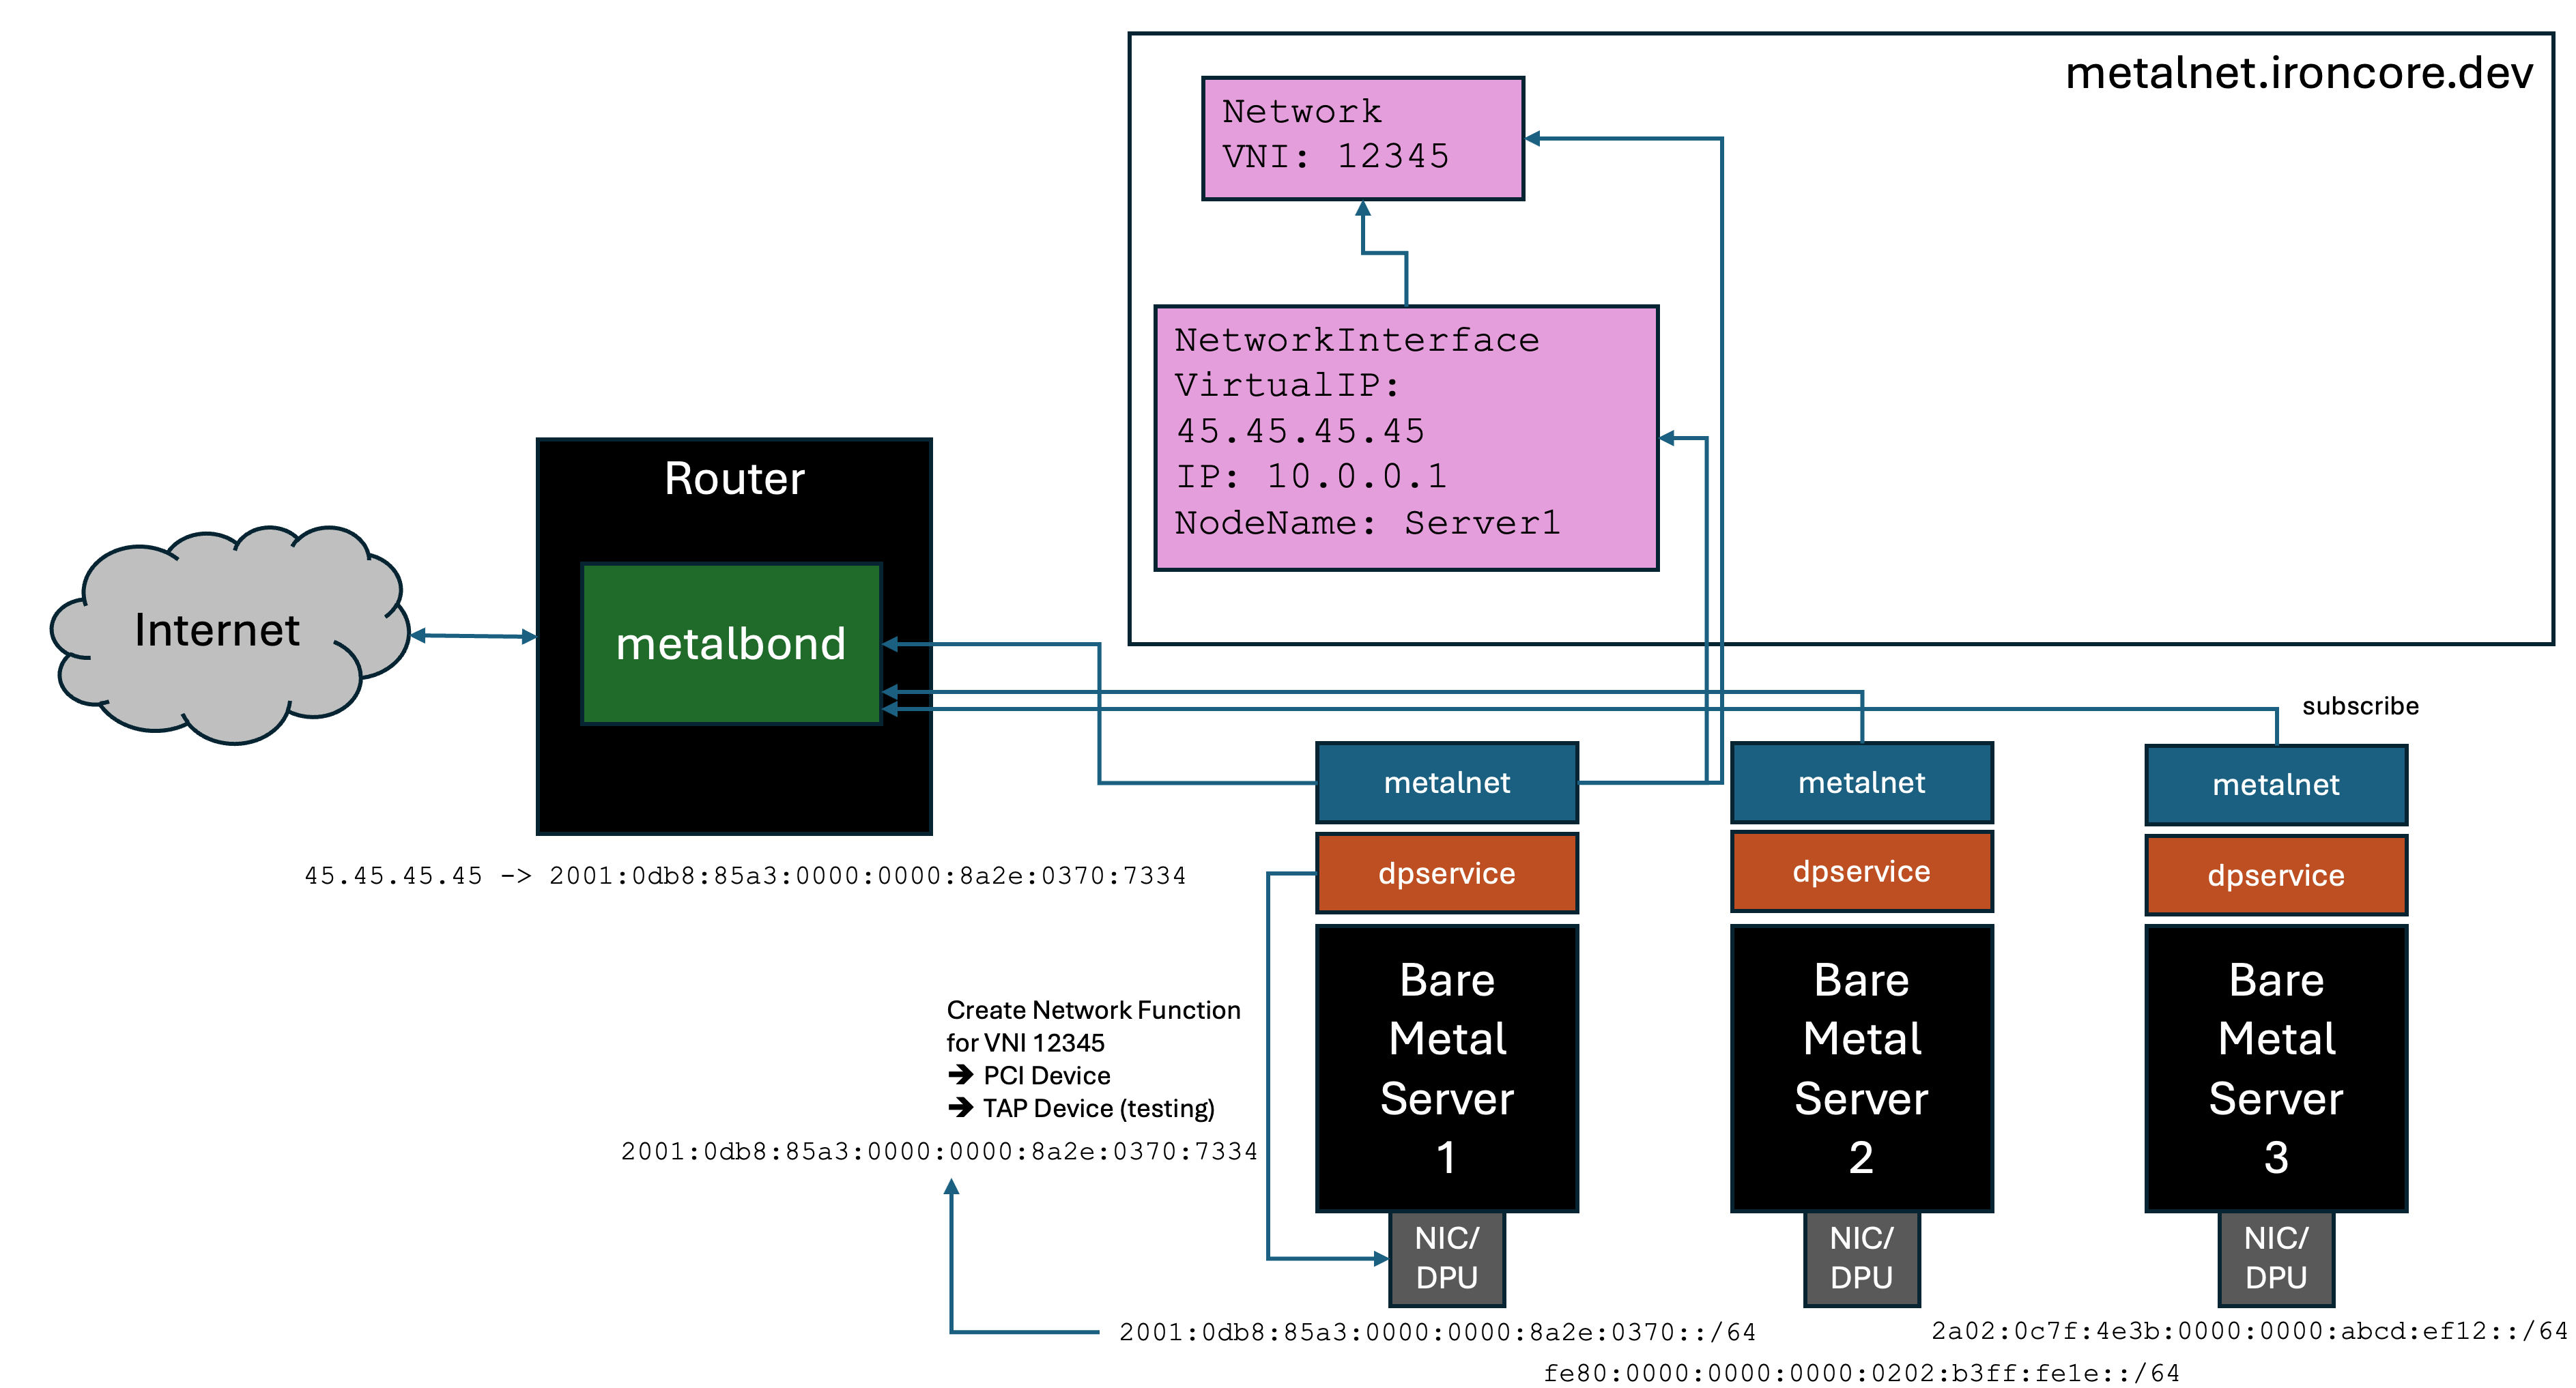 metalnet.ironcore.dev
Network
VNI: 12345
NetworkInterface
VirtualIP:
45.45.45.45
IP: 10.0.0.1
NodeName: Server1
Router
metalbond
Internet
subscribe
metalnet
metalnet
metalnet
dpservice
dpservice
dpservice
45.45.45.45 -> 2001:0db8:85a3:0000:0000:8a2e:0370:7334
Bare
Metal
Server
1
Bare
Metal
Server
2
Bare
Metal
Server
3
Create Network Function
for VNI 12345
➔ PCI Device
➔ TAP Device (testing)
2001:0db8:85a3:0000:0000:8a2e:0370:7334
NIC/
DPU
NIC/
DPU
NIC/
DPU
2001:0db8:85a3:0000:0000:8a2e:0370::/64
2a02:0c7f:4e3b:0000:0000:abcd:ef12::/64
fe80:0000:0000:0000:0202:b3ff:fe1e::/64